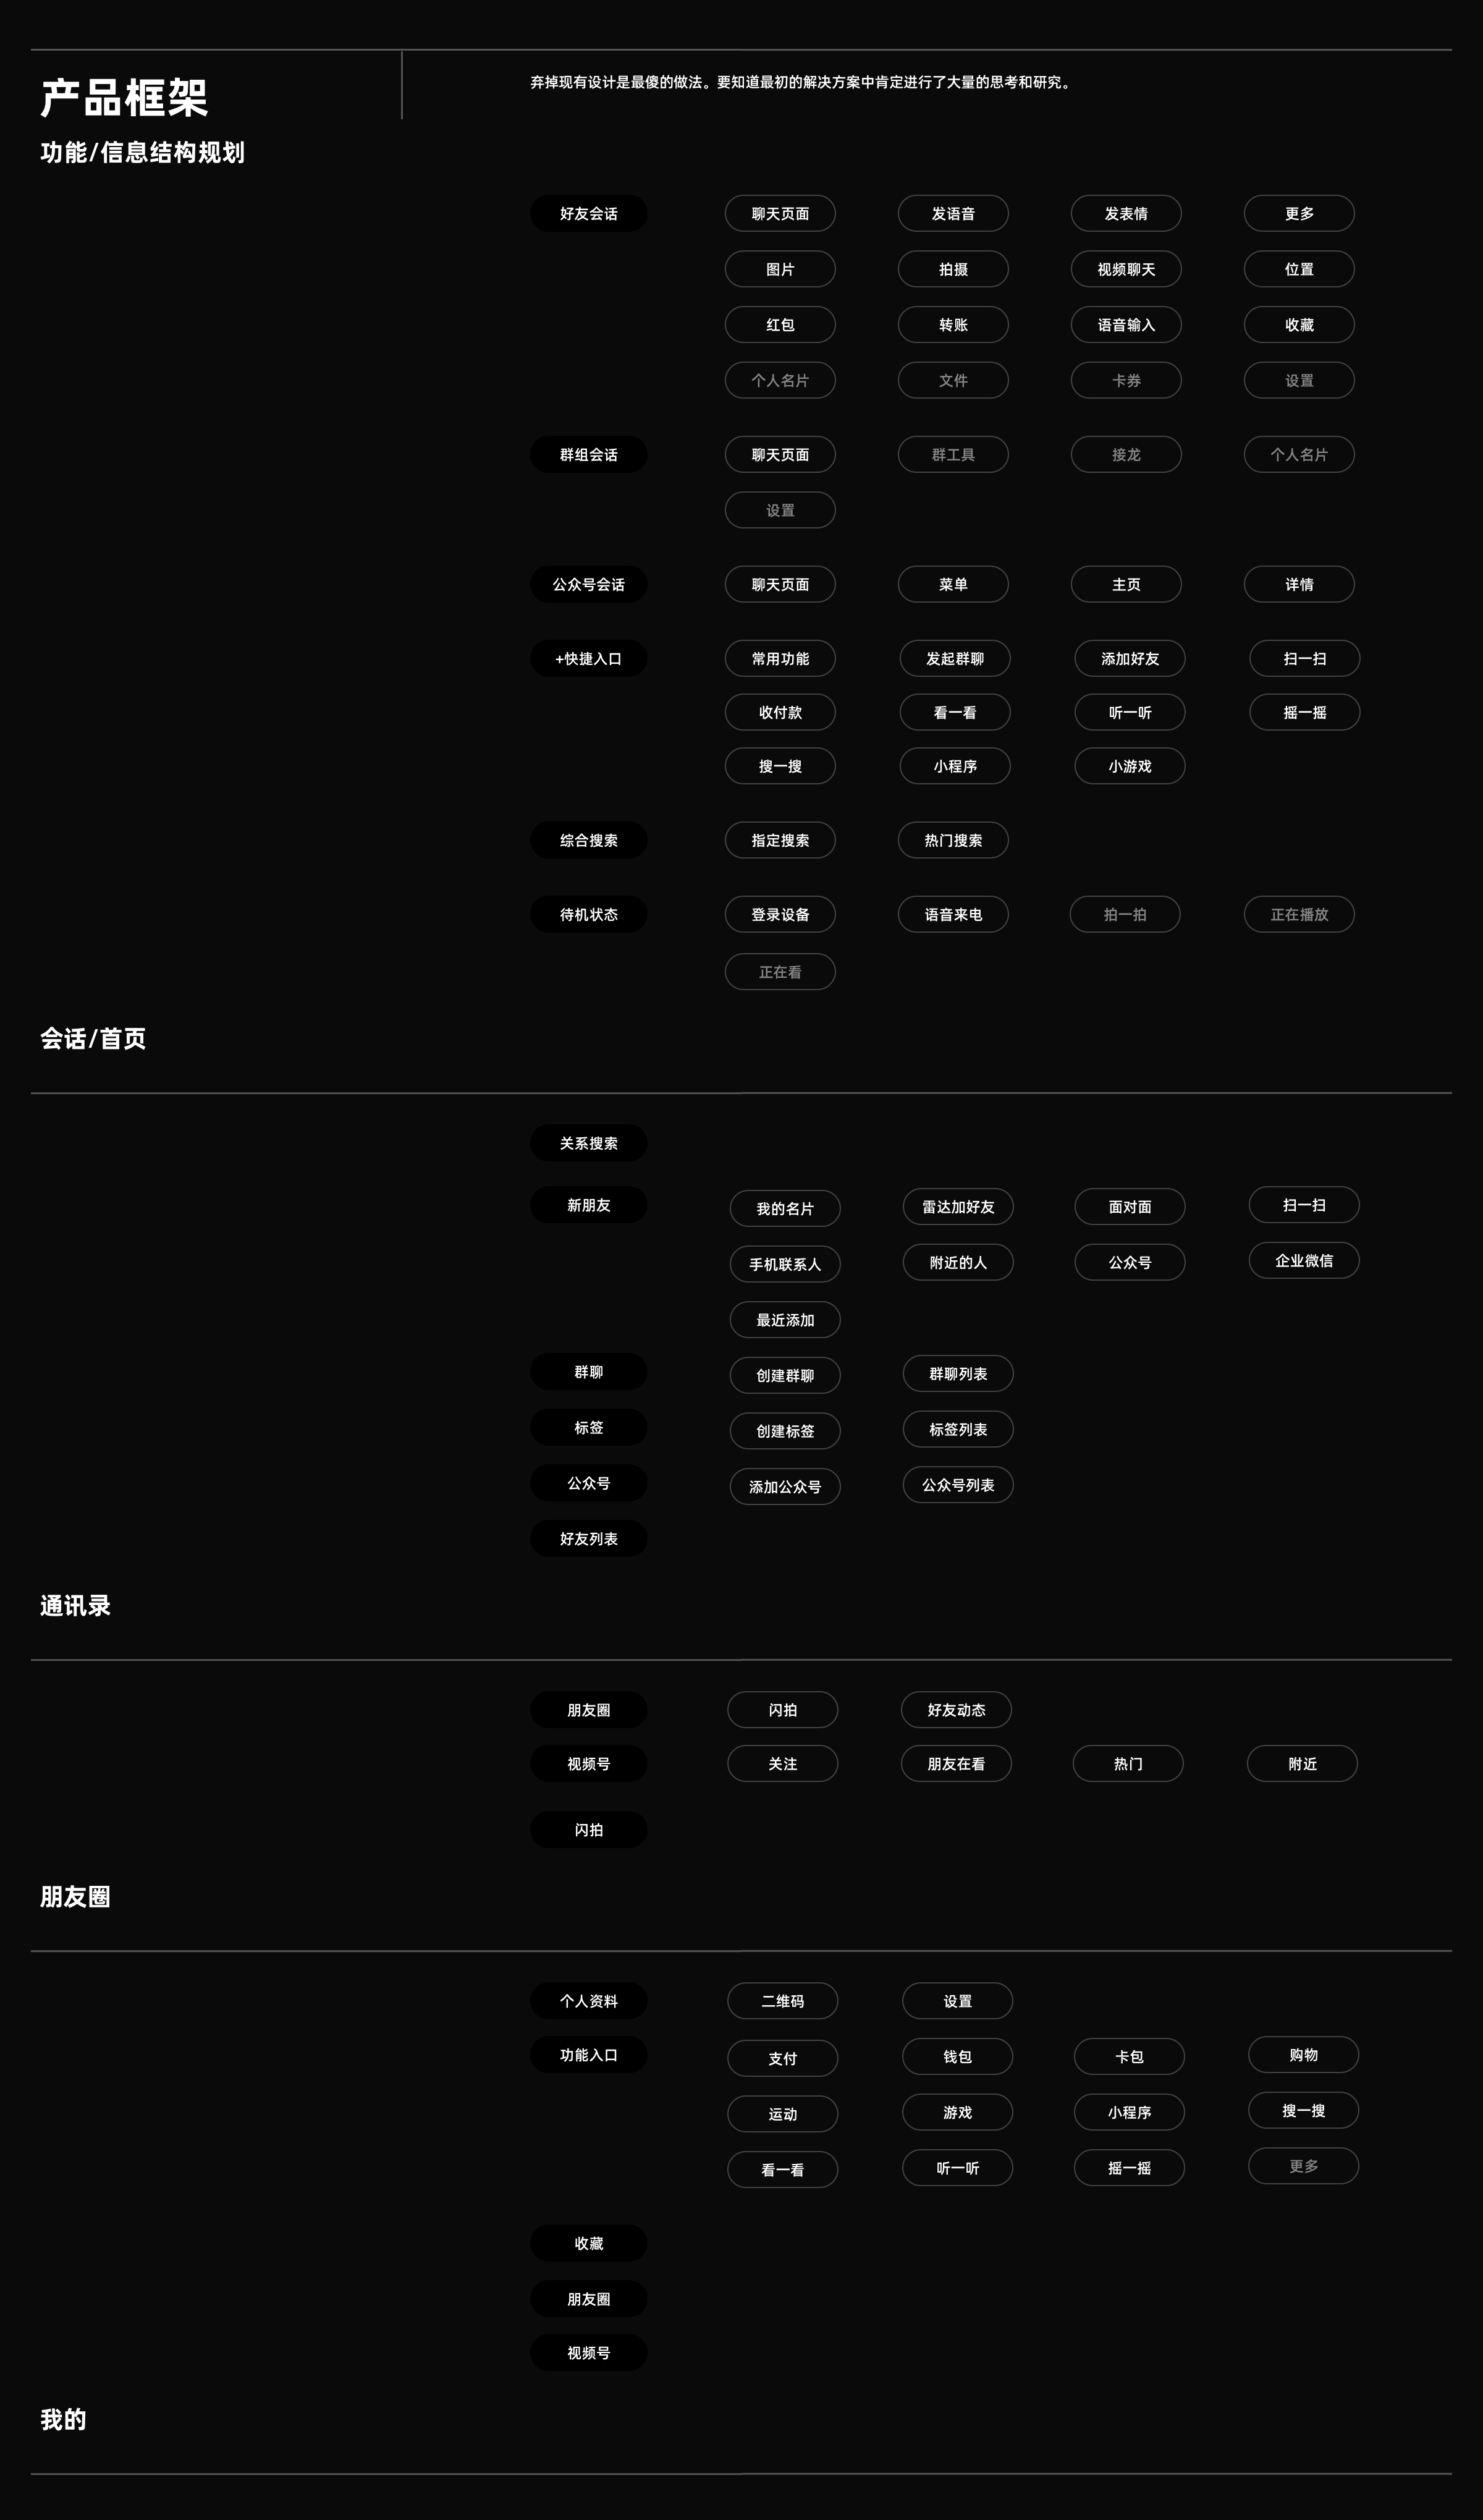 产品框架
弃掉现有设计是最傻的做法。要知道最初的解决方案中肯定进行了大量的思考和研究。
功能/信息结构规划
好友会话 聊天页面 发语音 发表情 更多
图片 拍摄 视频聊天 位置
红包 转账 语音输入 收藏
个人名片 文件 卡券 设置
群组会话 聊天页面 群工具 接龙 个人名片
设置
公众号会话 聊天页面 菜单 主页 详情
+快捷入口 常用功能 发起群聊 添加好友 扫一扫
收付款 看一看 听一听 摇一摇
搜一搜 小程序 小游戏
综合搜索 指定搜索 热门搜索
待机状态 登录设备 语音来电 拍一拍 正在播放
正在看
会话/首页
关系搜索
新朋友 我的名片 雷达加好友 面对面 扫一扫
手机联系人 附近的人 公众号 企业微信
最近添加
群聊 创建群聊 群聊列表
标签 创建标签 标签列表
公众号 添加公众号 公众号列表
好友列表
通讯录
朋友圈 闪拍 好友动态
视频号 关注 朋友在看 热门 附近
闪拍
朋友圈
个人资料 二维码 设置
功能入口 支付 钱包 卡包 购物
运动 游戏 小程序 搜一搜
看一看 听一听 摇一摇 更多
收藏
朋友圈
视频号
我的